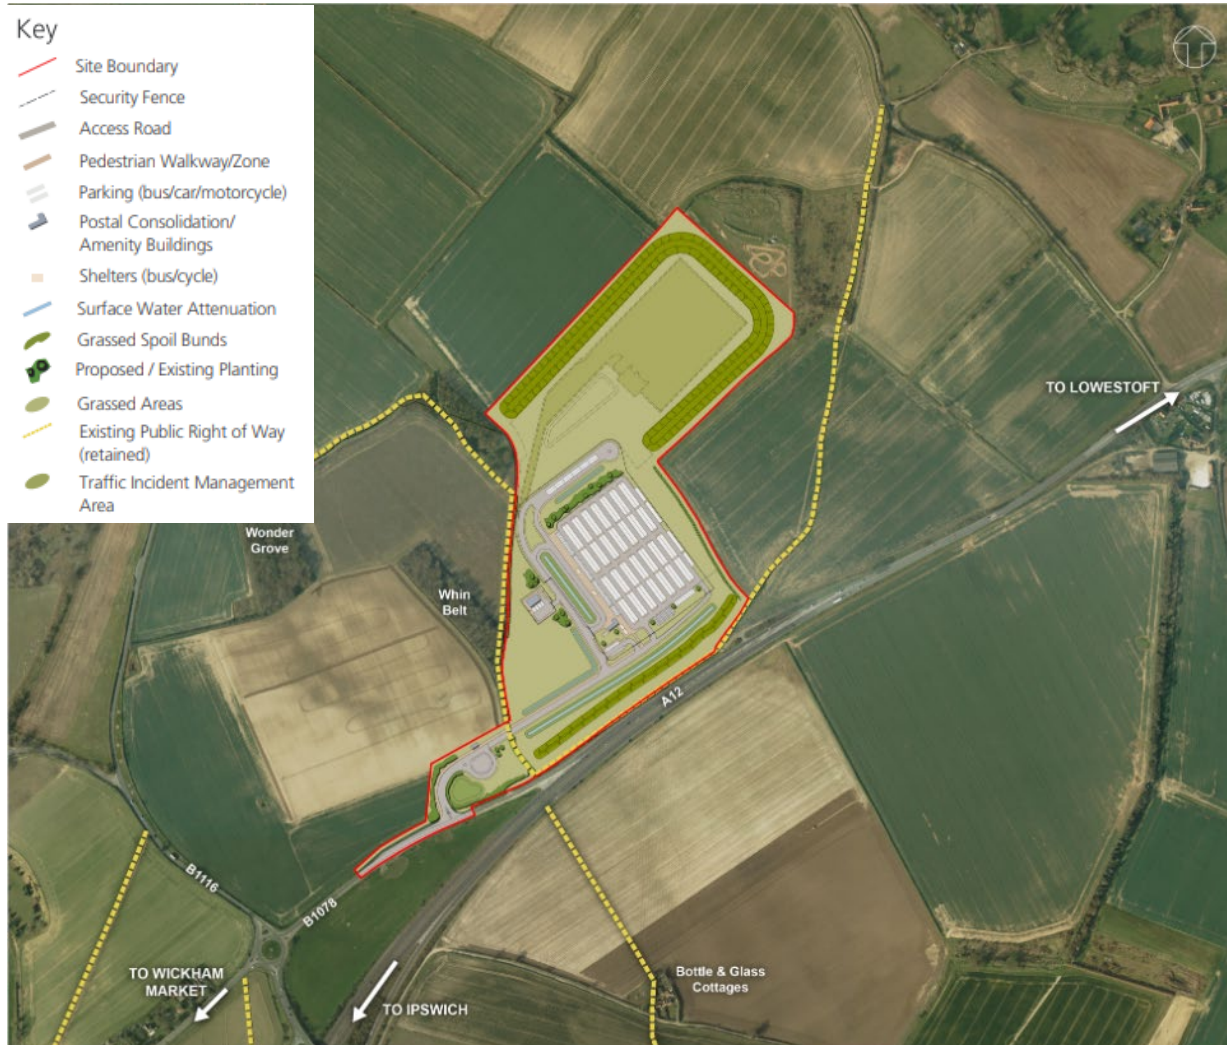 Key
Site Boundary
Security Fence
Access Road
Pedestrian Walkway/Zone
Parking (bus/car/motorcycle)
Postal Consolidation/
Amenity Buildings
Shelters (bus/cycle)
Surface Water Attenuation
Grassed Spoil Bunds
Proposed / Existing Planting
Grassed Areas
Existing Public Right of Way
(retained)
Traffic Incident Management
Area
TO LOWESTOFT
Wonder
Grove
Whin
Belt
A12
B1116
B1078
TO WICKHAM
MARKET
TO IPSWICH
Bottle & Glass
Cottages